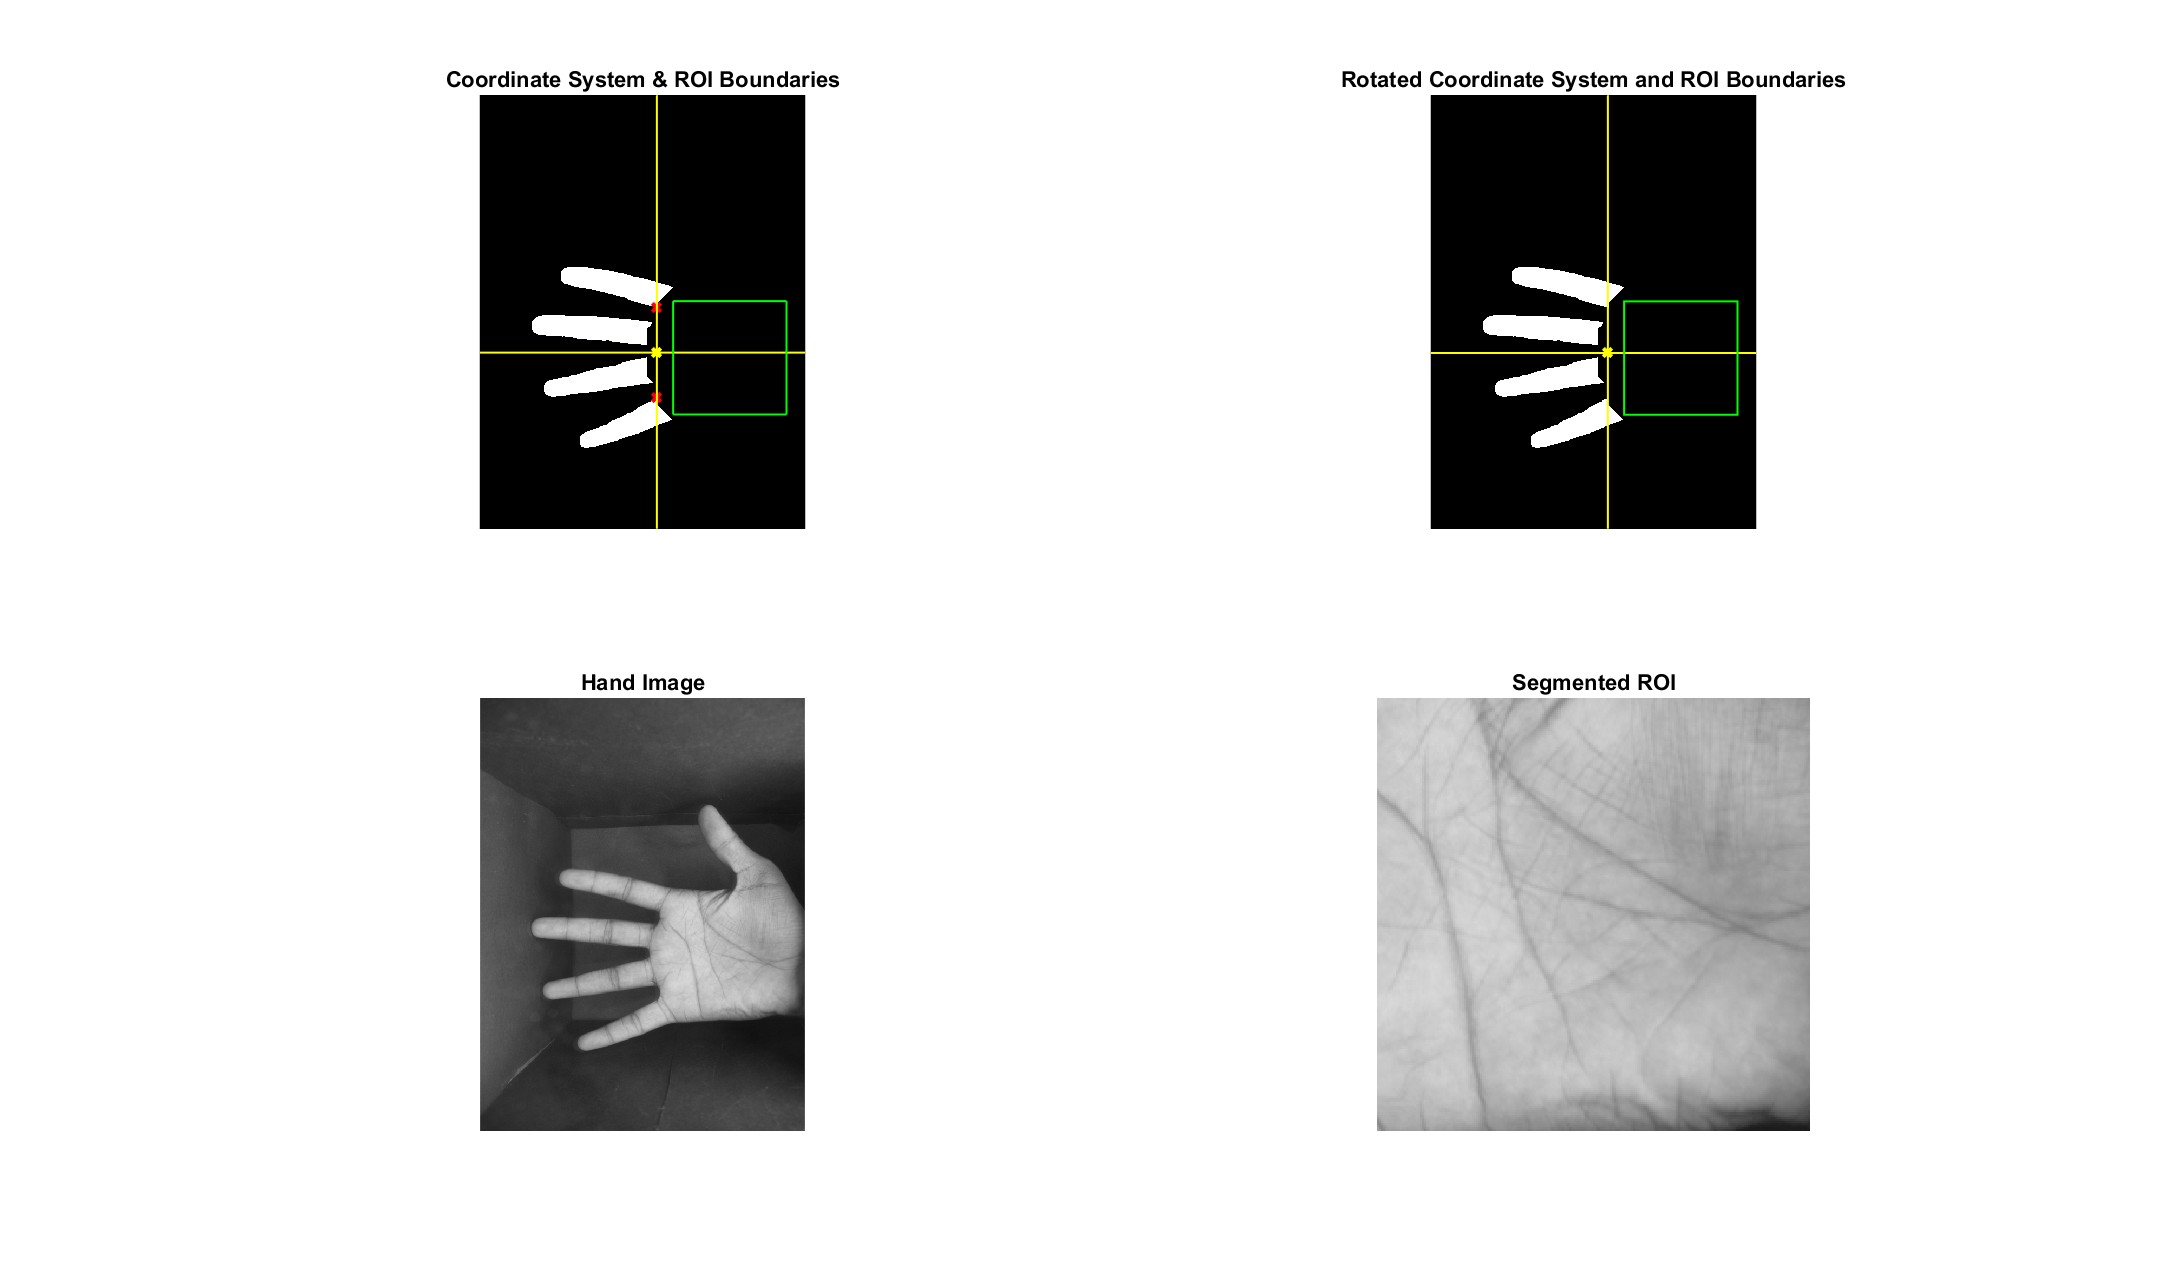 Coordinate System & ROI Boundaries
Rotated Coordinate System and ROI Boundaries
Hand Image
Segmented ROI